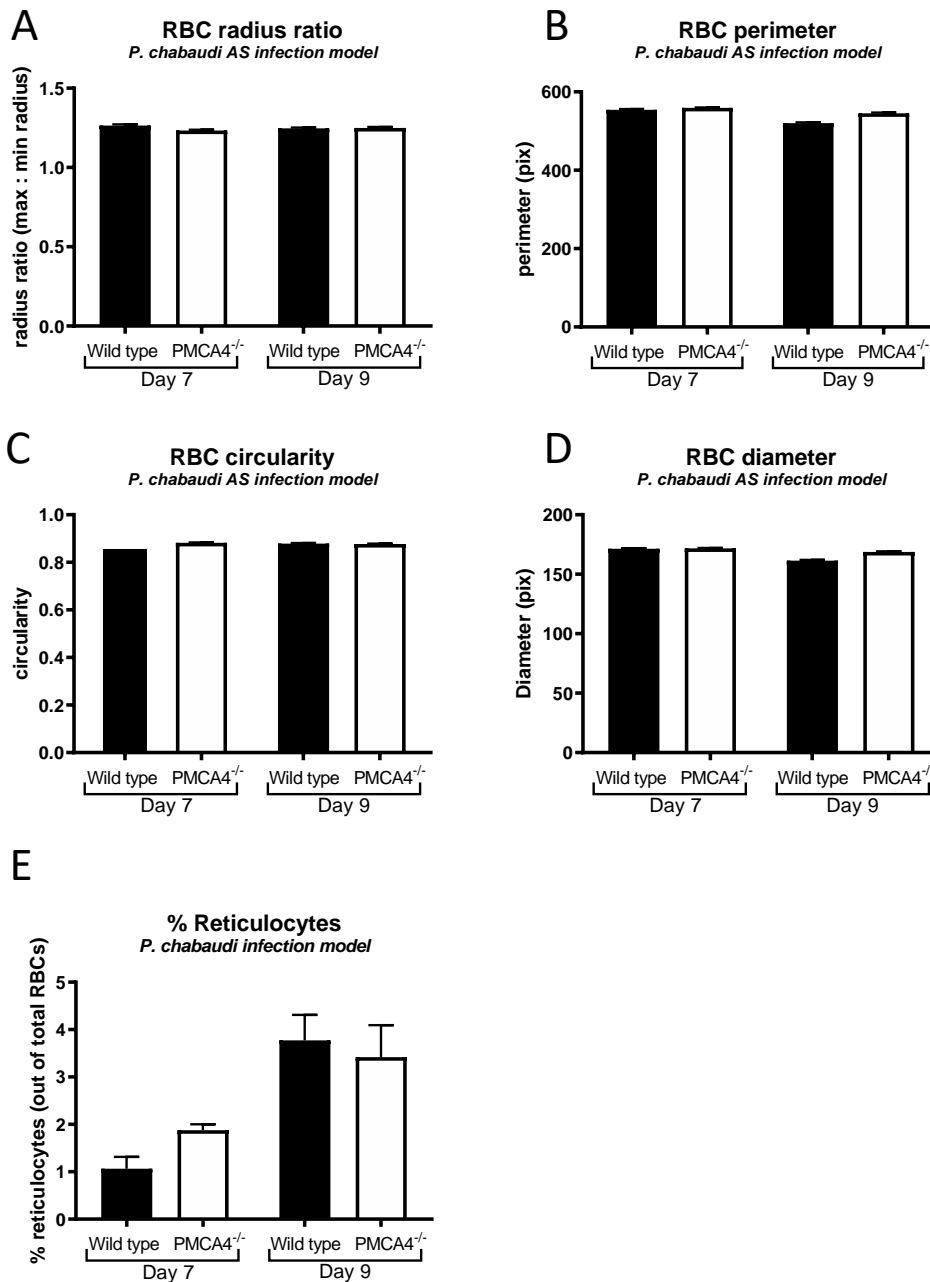 A
RBC radius ratio
P. chabaudi AS infection model
radius ratio (max : min radius)
1.5
1.0
0.5
0.0
Wild type PMCA4-/- Wild type PMCA4-/-
Day 7 Day 9
B
RBC perimeter
P. chabaudi AS infection model
perimeter (pix)
600
400
200
0
Wild type PMCA4-/- Wild type PMCA4-/-
Day 7 Day 9
C
RBC circularity
P. chabaudi AS infection model
circularity
1.0
0.8
0.6
0.4
0.2
0.0
Wild type PMCA4-/- Wild type PMCA4-/-
Day 7 Day 9
D
RBC diameter
P. chabaudi AS infection model
Diameter (pix)
200
150
100
50
0
Wild type PMCA4-/- Wild type PMCA4-/-
Day 7 Day 9
E
% Reticulocytes
P. chabaudi infection model
% reticulocytes (out of total RBCs)
5
4
3
2
1
0
Wild type PMCA4-/- Wild type PMCA4-/-
Day 7 Day 9